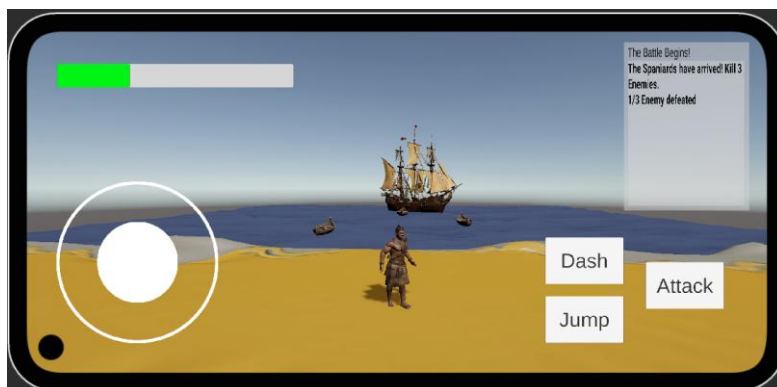 The Battle Begins!
The Spaniards have arrived! Kill 3
Enemies.
1/3 Enemy defeated
Dash
Attack
Jump